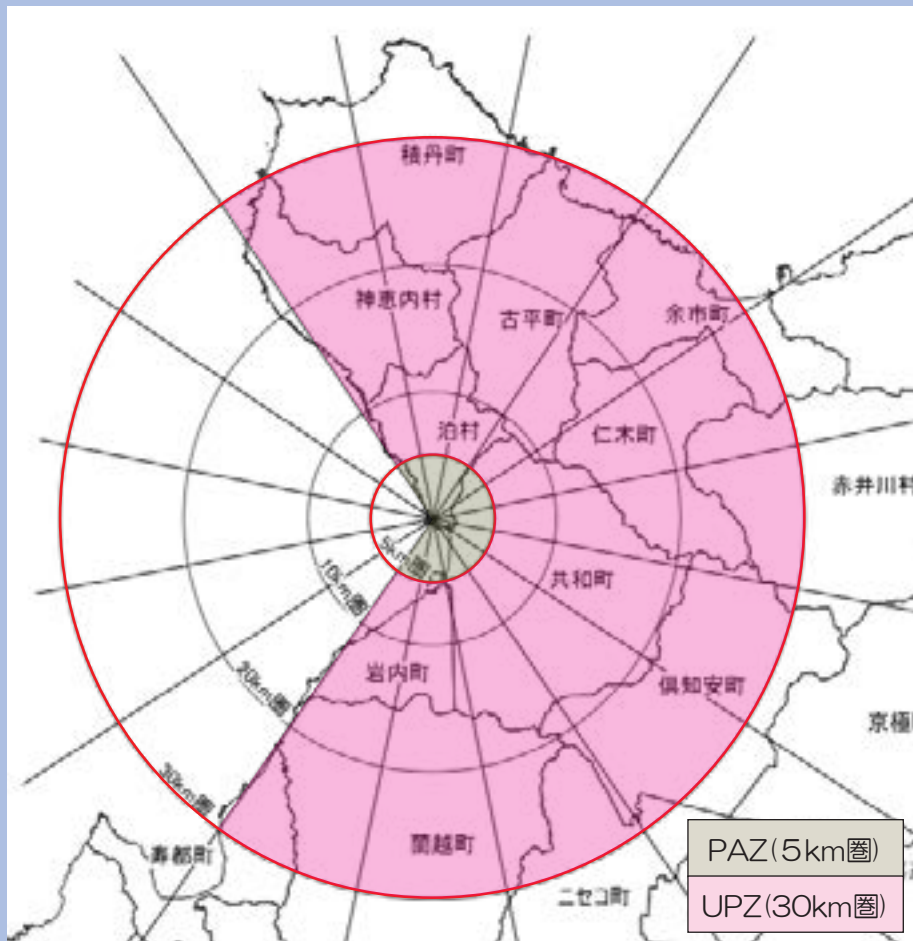 積丹町
神恵内村
古平町
余市町
泊村
仁木町
赤井川村
5km圏
共和町
10km圏
岩内町
20km圏
倶知安町
京極
30km圏
蘭越町
寿都町
ニセコ町
PAZ(5km圏)
UPZ(30km圏)